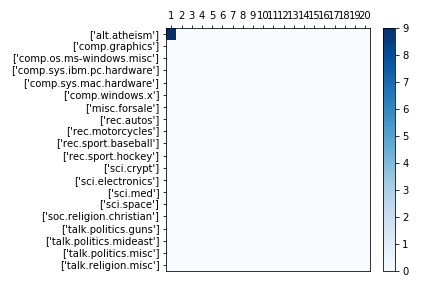 1 2 3 4 5 6 7 8 9 10 11 12 13 14 15 16 17 18 19 20
['alt.atheism']
['comp.graphics']
['comp.os.ms-windows.misc']
['comp.sys.ibm.pc.hardware']
['comp.sys.mac.hardware']
['comp.windows.x']
['misc.forsale']
['rec.autos']
['rec.motorcycles']
['rec.sport.baseball']
['rec.sport.hockey']
['sci.crypt']
['sci.electronics']
['sci.med']
['sci.space']
['soc.religion.christian']
['talk.politics.guns']
['talk.politics.mideast']
['talk.politics.misc']
['talk.religion.misc']
9
8
7
6
5
4
3
2
1
0